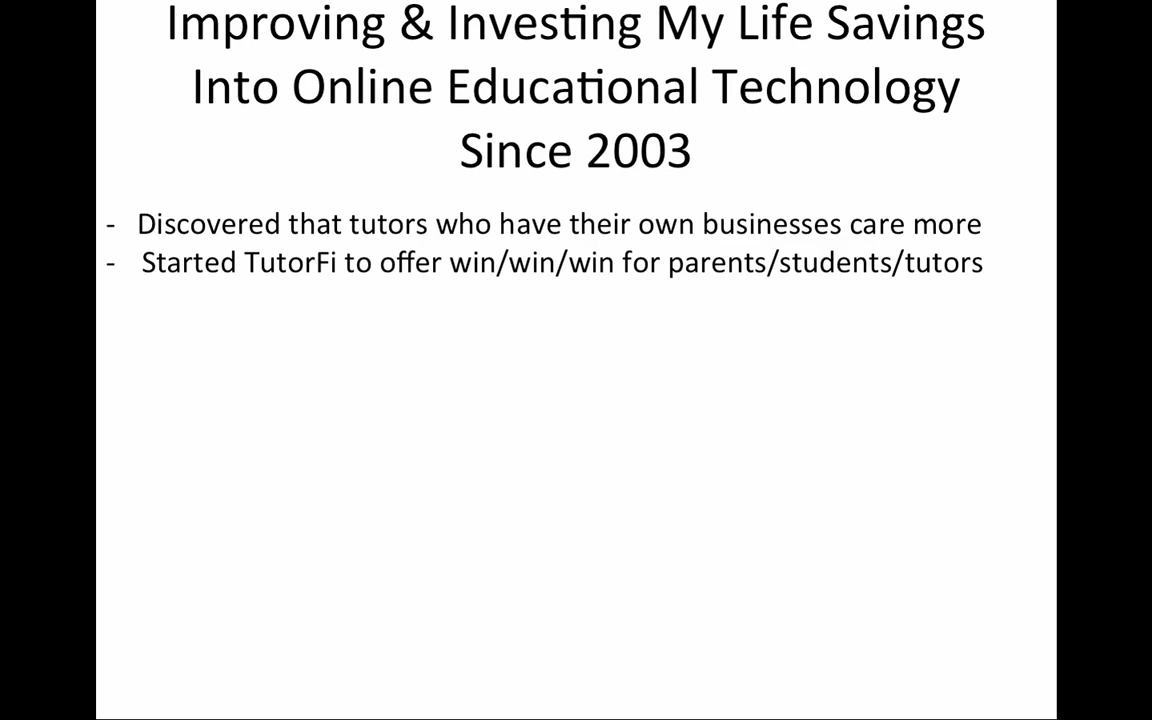 Improving & Investing My Life Savings
Into Online Educational Technology
Since 2003
- Discovered that tutors who have their own businesses care more
- Started TutorFi to offer win/win/win for parents/students/tutors